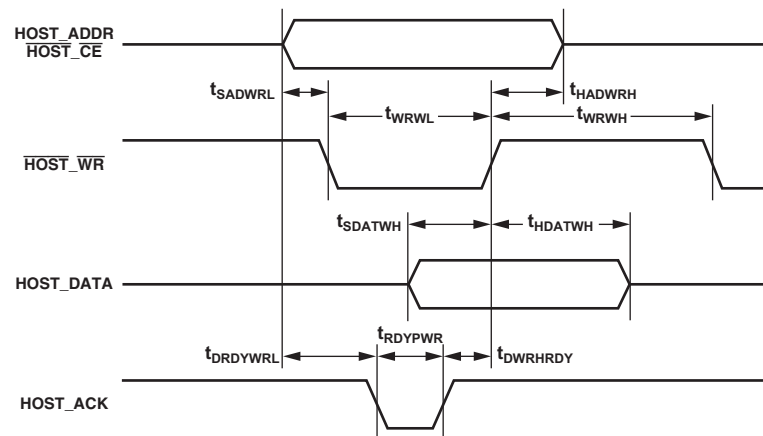 HOST_ADDR
HOST_CE
tSADWRL
tHADWRH
tWRWL
tWRWH
HOST_WR
tSDATWH
tHDATWH
HOST_DATA
tRDYPWR
tDRDYWRL
tDWRHRDY
HOST_ACK